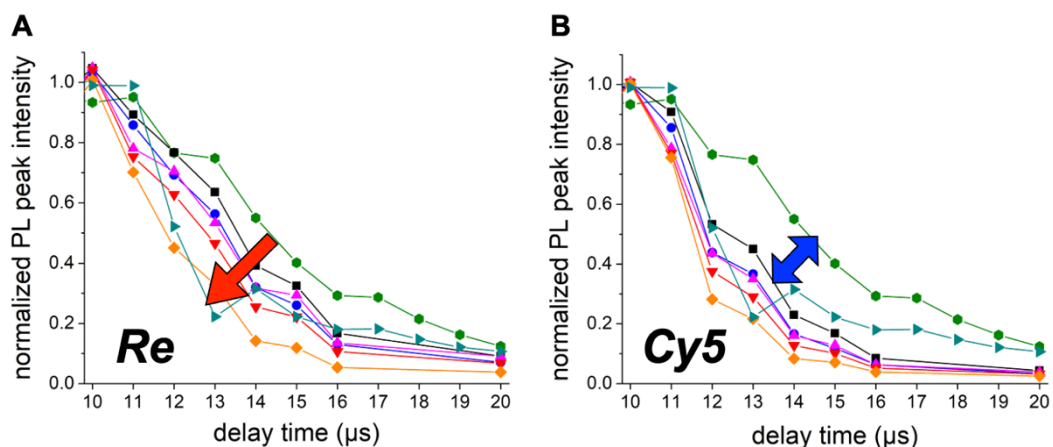 A
B
normalized PL peak intensity
1.0
0.8
0.6
0.4
0.2
0.0
Re
10 11 12 13 14 15 16 17 18 19 20
delay time (µs)
normalized PL peak intensity
1.0
0.8
0.6
0.4
0.2
0.0
Cy5
10 11 12 13 14 15 16 17 18 19 20
delay time (µs)